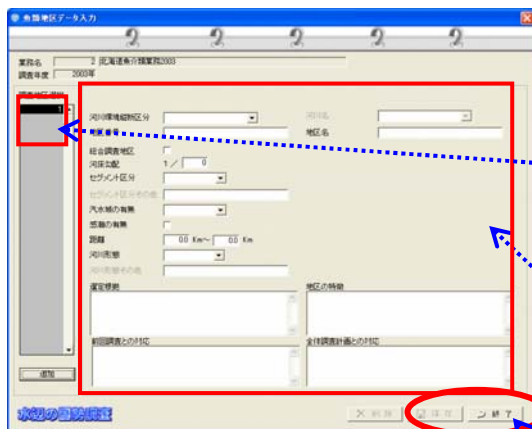 魚類地区データ入力
業務名 2 北海道魚介類業務2003
調査年度 2003年
調査地区選択
1
河川環境縦断区分 河川名
地区番号 地区名
総合調査地区
河床勾配 1／ 0
セグメント区分
セグメント区分その他
汽水域の有無
感潮の有無
距離 0.0 Km～ 0.0 Km
河川形態
河川形態その他
選定根拠 地区の特徴
前回調査との対応 全体調査計画との対応
追加
水辺の国勢調査
削除 保存 終了